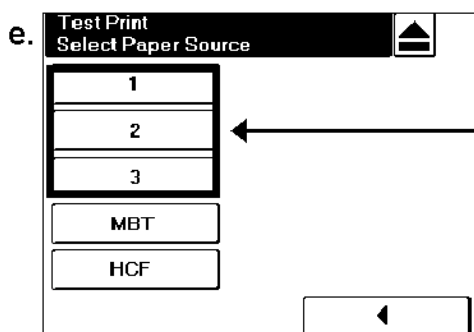 e.
Test Print
Select Paper Source
1
2
3
MBT
HCF